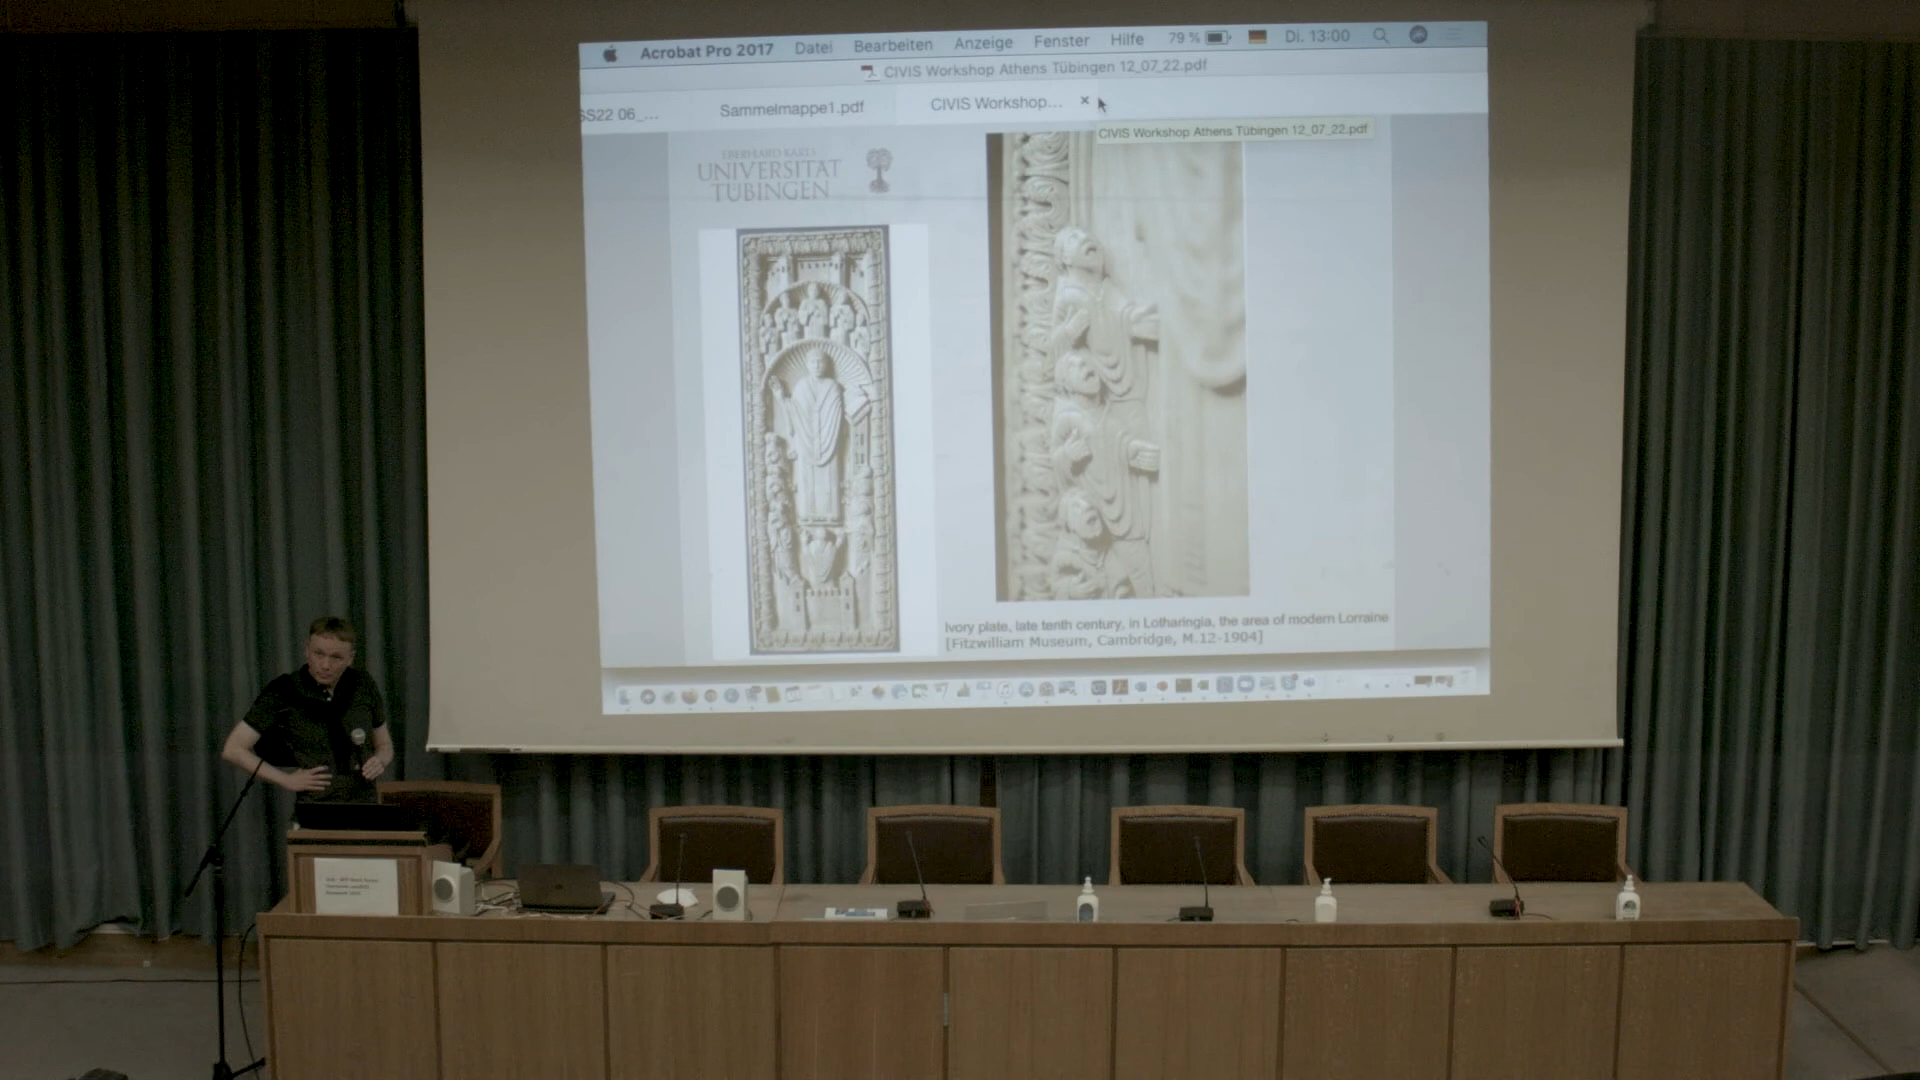 Acrobat Pro 2017 Datei Bearbeiten Anzeige Fenster Hilfe 79 % Di. 13:00
CIVIS Workshop Athens Tübingen 12_07_22.pdf
SS22 06_... Sammelmappe1.pdf CIVIS Workshop... ×
CIVIS Workshop Athens Tübingen 12_07_22.pdf
EBERHARD KARLS
UNIVERSITÄT
TÜBINGEN
Ivory plate, late tenth century, in Lotharingia, the area of modern Lorraine
[Fitzwilliam Museum, Cambridge, M.12-1904]